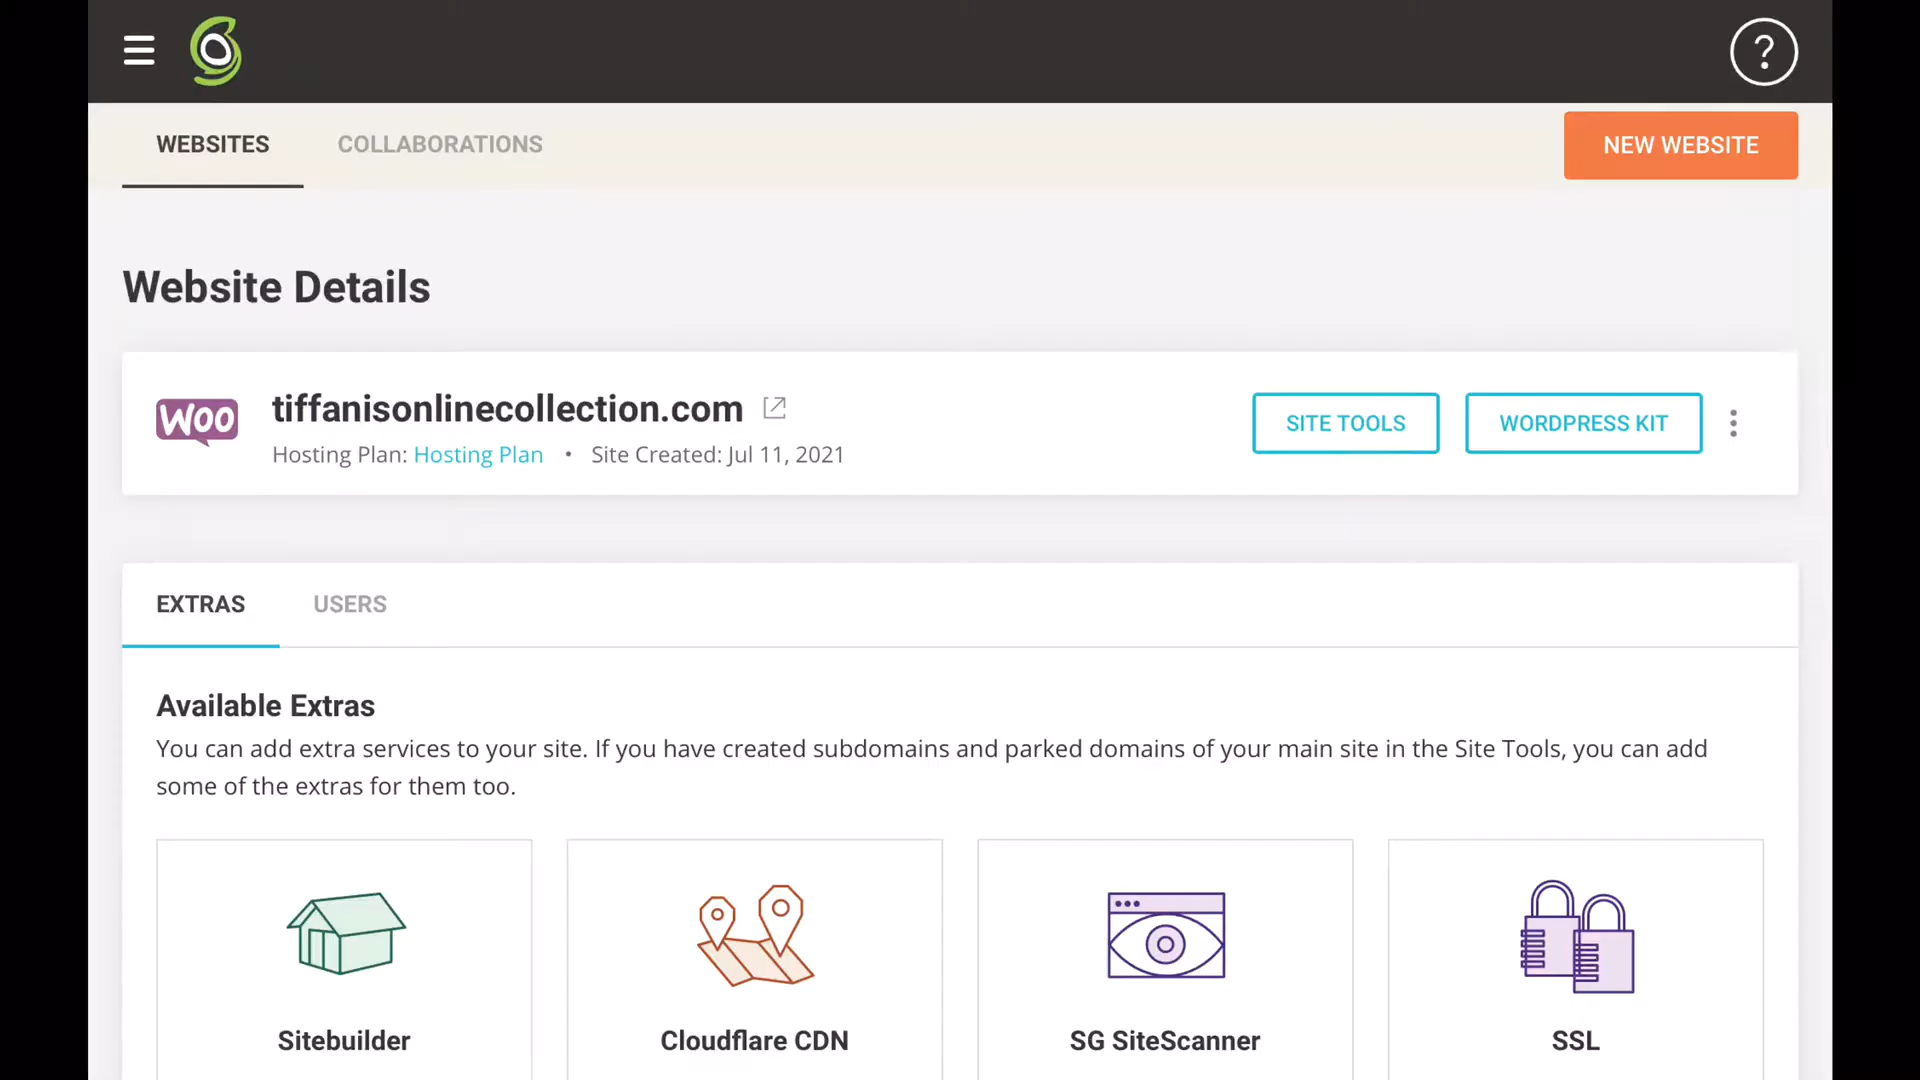 WEBSITES
COLLABORATIONS
NEW WEBSITE
Website Details
WOO
tiffanisonlinecollection.com
Hosting Plan: Hosting Plan • Site Created: Jul 11, 2021
SITE TOOLS
WORDPRESS KIT
EXTRAS
USERS
Available Extras
You can add extra services to your site. If you have created subdomains and parked domains of your main site in the Site Tools, you can add
some of the extras for them too.
Sitebuilder
Cloudflare CDN
SG SiteScanner
SSL